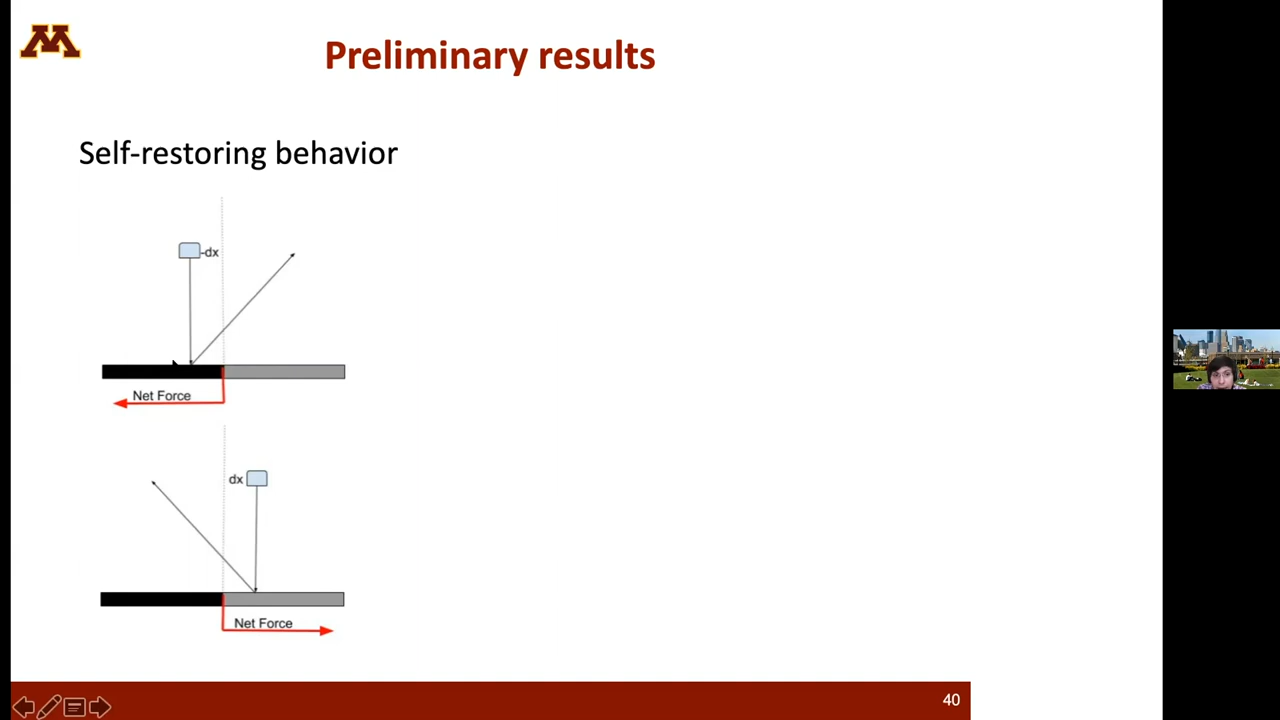 Preliminary results
Self-restoring behavior
-dx
Net Force
dx
Net Force
40